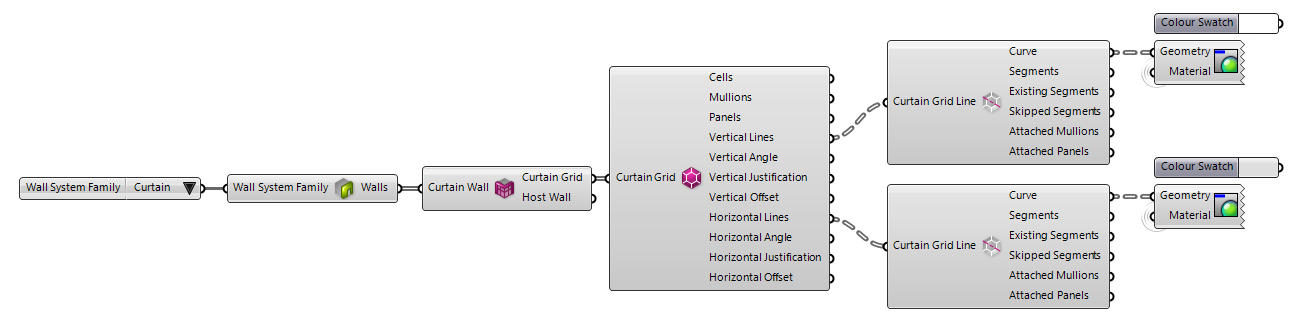 Wall System Family Curtain
Wall System Family Walls
Curtain Wall
Curtain Grid
Host Wall
Curtain Grid
Cells
Mullions
Panels
Vertical Lines
Vertical Angle
Vertical Justification
Vertical Offset
Horizontal Lines
Horizontal Angle
Horizontal Justification
Horizontal Offset
Curtain Grid Line
Curve
Segments
Existing Segments
Skipped Segments
Attached Mullions
Attached Panels
Colour Swatch
Geometry
Material
Curtain Grid Line
Curve
Segments
Existing Segments
Skipped Segments
Attached Mullions
Attached Panels
Colour Swatch
Geometry
Material